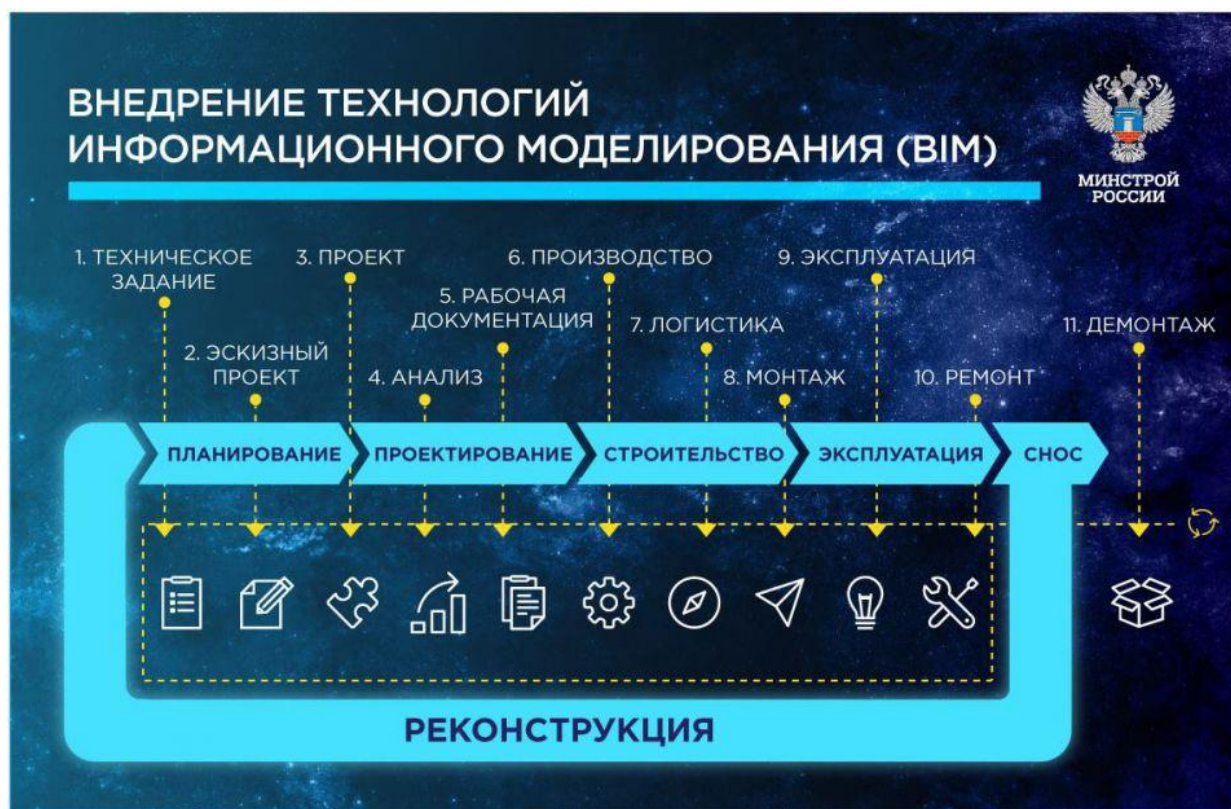 ВНЕДРЕНИЕ ТЕХНОЛОГИЙ
ИНФОРМАЦИОННОГО МОДЕЛИРОВАНИЯ (BIM)
МИНСТРОЙ
РОССИИ
1. ТЕХНИЧЕСКОЕ
ЗАДАНИЕ
2. ЭСКИЗНЫЙ
ПРОЕКТ
3. ПРОЕКТ
4. АНАЛИЗ
5. РАБОЧАЯ
ДОКУМЕНТАЦИЯ
6. ПРОИЗВОДСТВО
7. ЛОГИСТИКА
8. МОНТАЖ
9. ЭКСПЛУАТАЦИЯ
10. РЕМОНТ
11. ДЕМОНТАЖ
ПЛАНИРОВАНИЕ
ПРОЕКТИРОВАНИЕ
СТРОИТЕЛЬСТВО
ЭКСПЛУАТАЦИЯ
СНОС
РЕКОНСТРУКЦИЯ